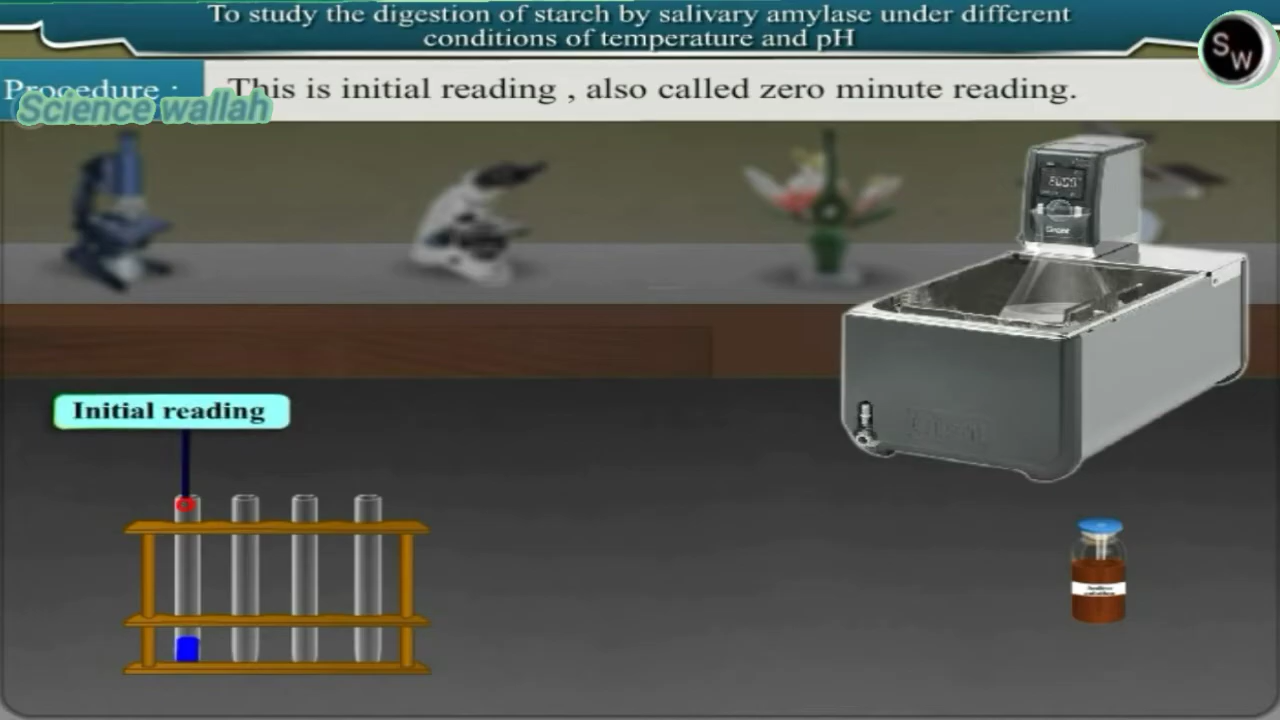 To study the digestion of starch by salivary amylase under different
conditions of temperature and pH
SW
Procedure :
This is initial reading , also called zero minute reading.
Science wallah
Initial reading